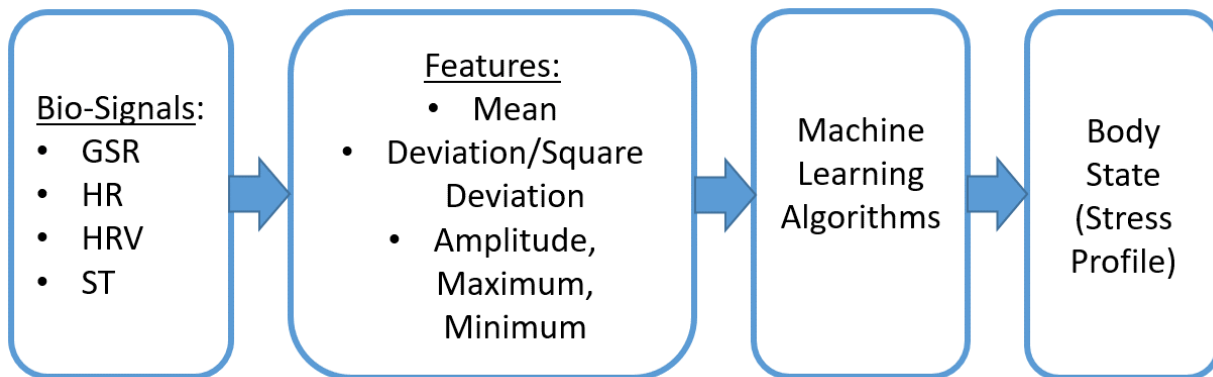 Bio-Signals:
• GSR
• HR
• HRV
• ST
Features:
• Mean
• Deviation/Square
Deviation
• Amplitude,
Maximum,
Minimum
Machine
Learning
Algorithms
Body
State
(Stress
Profile)